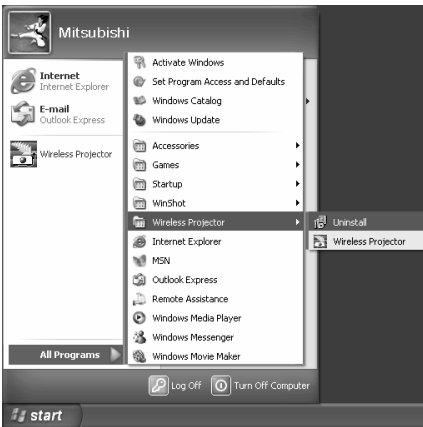 Mitsubishi
Internet
Internet Explorer
E-mail
Outlook Express
Wireless Projector
All Programs
Activate Windows
Set Program Access and Defaults
Windows Catalog
Windows Update
Accessories
Games
Startup
WinShot
Wireless Projector
Internet Explorer
MSN
Outlook Express
Remote Assistance
Windows Media Player
Windows Messenger
Windows Movie Maker
Uninstall
Wireless Projector
Log Off
Turn Off Computer
start